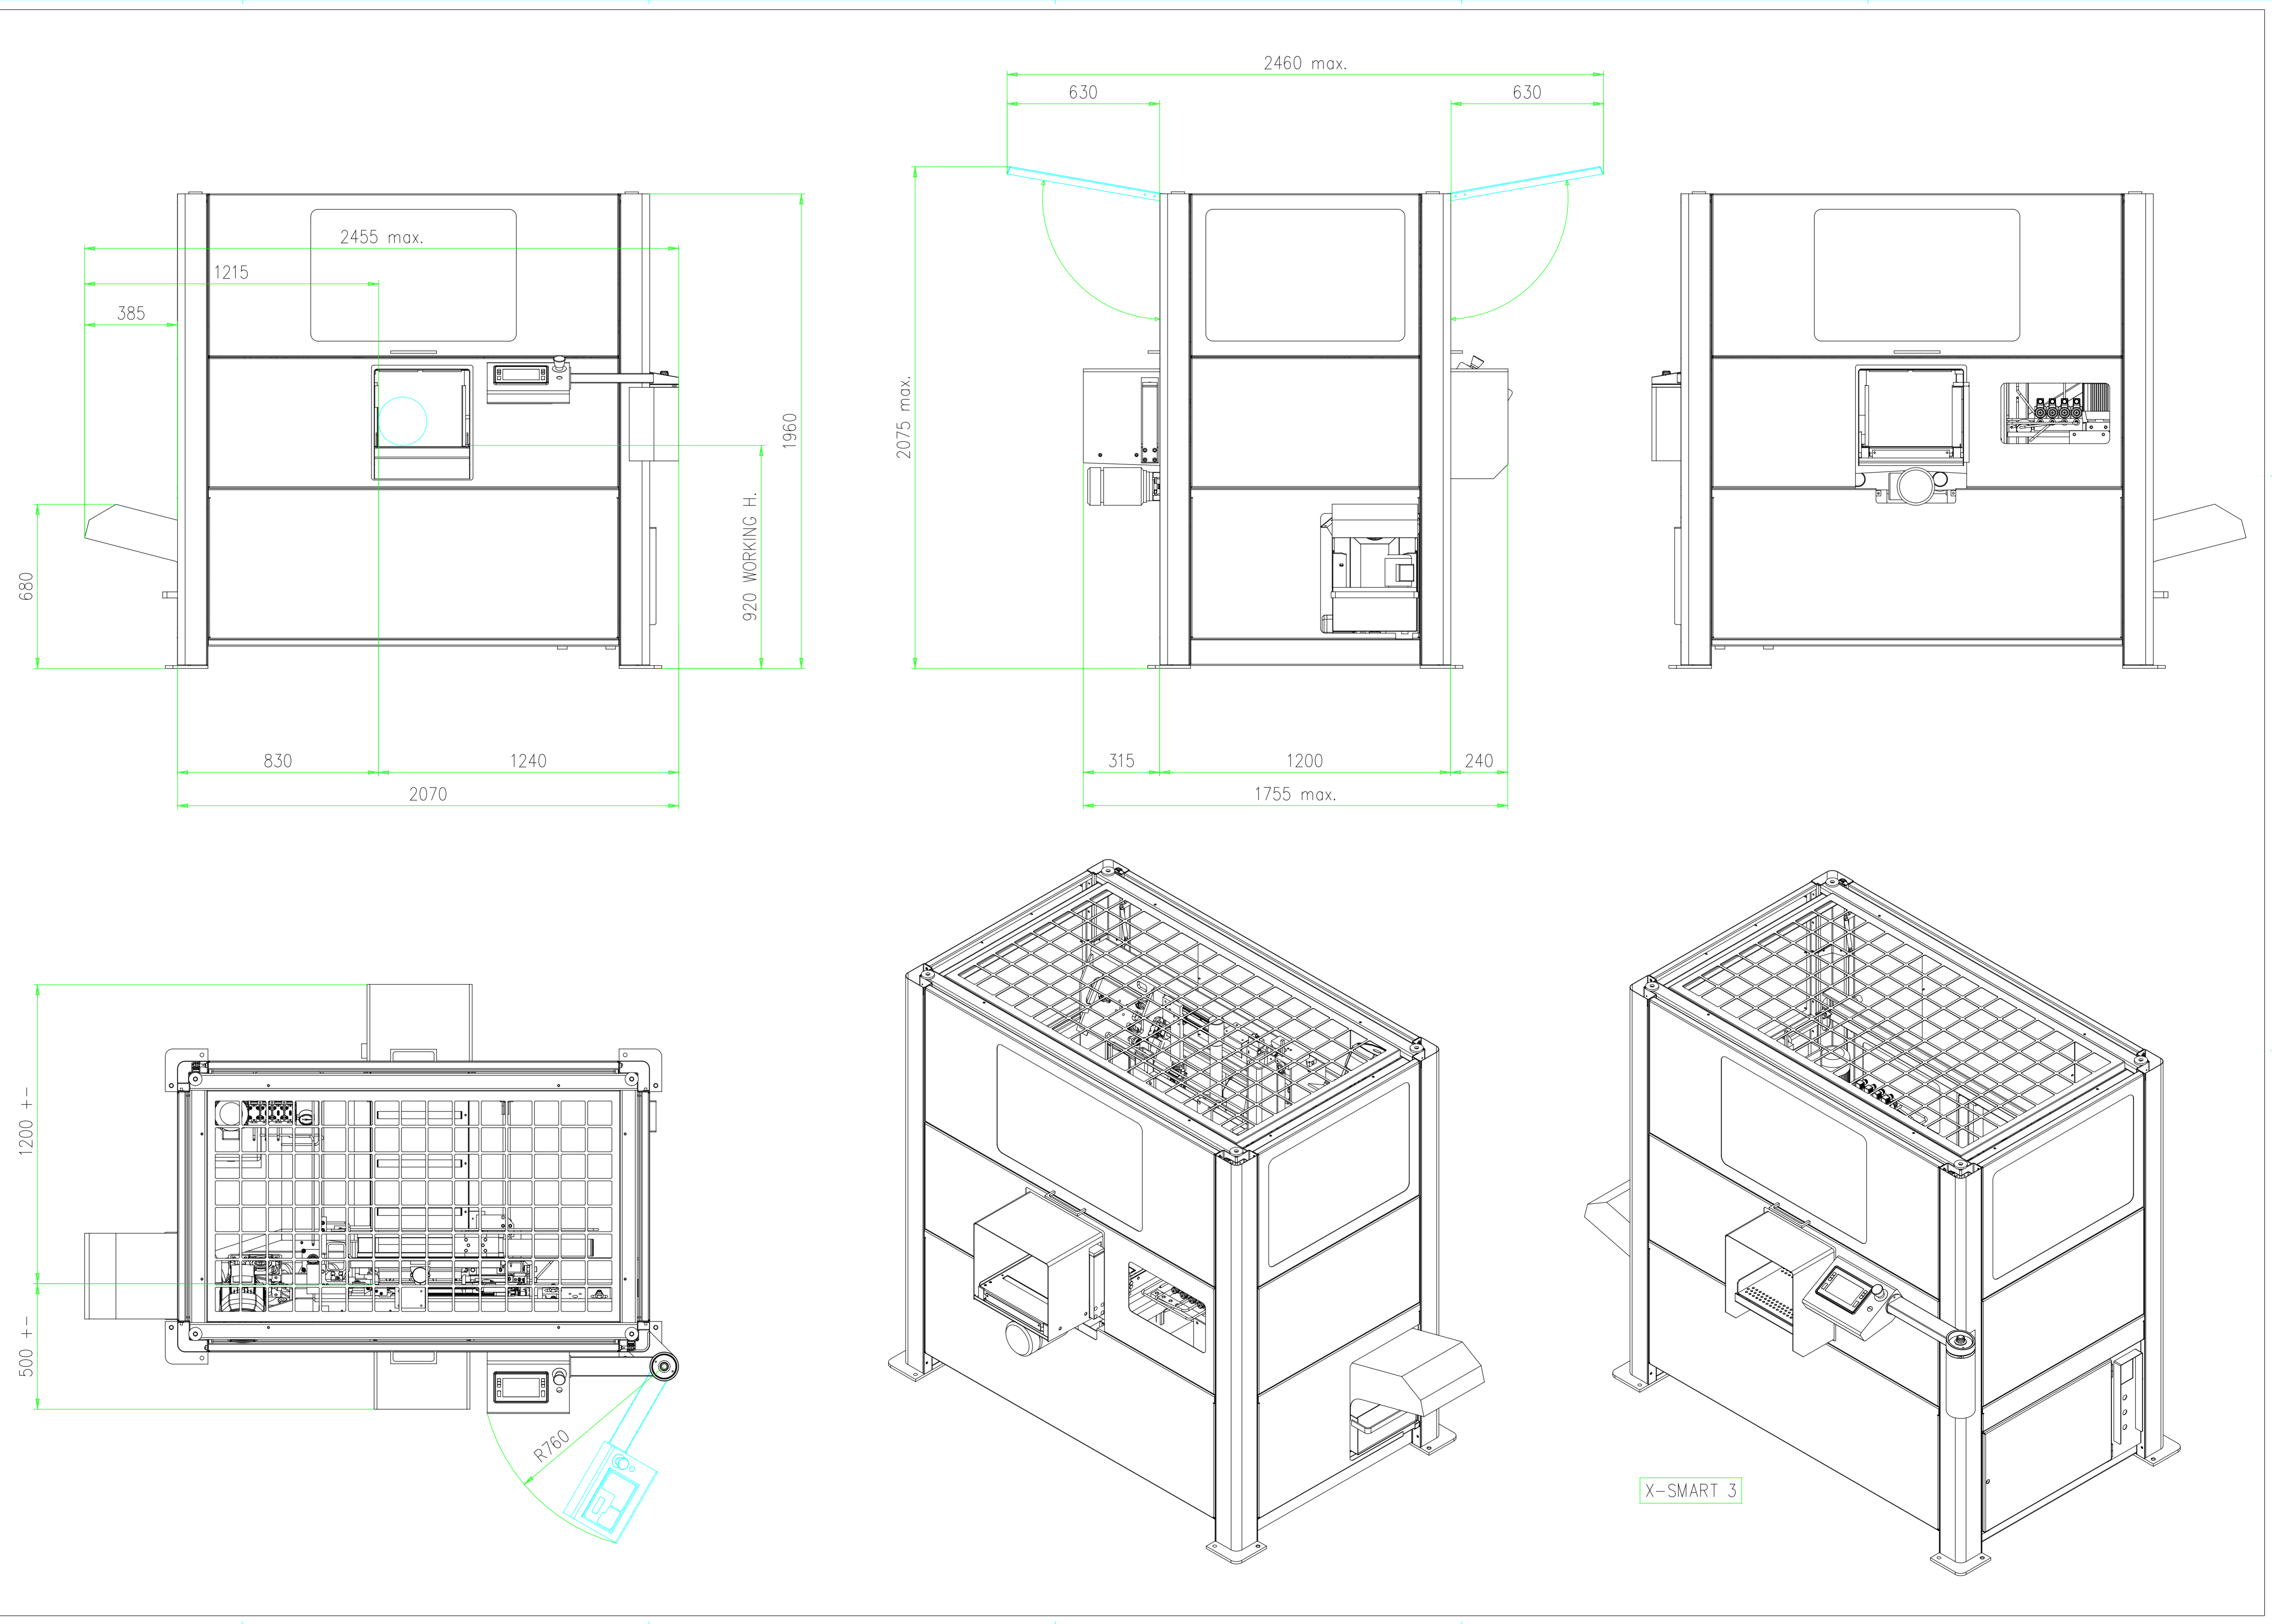 2460 max.
630
630
2455 max.
1215
385
2075 max.
1960
920 WORKING H.
680
830
1240
2070
315
1200
240
1755 max.
1200 +-
500 +-
R760
X-SMART 3